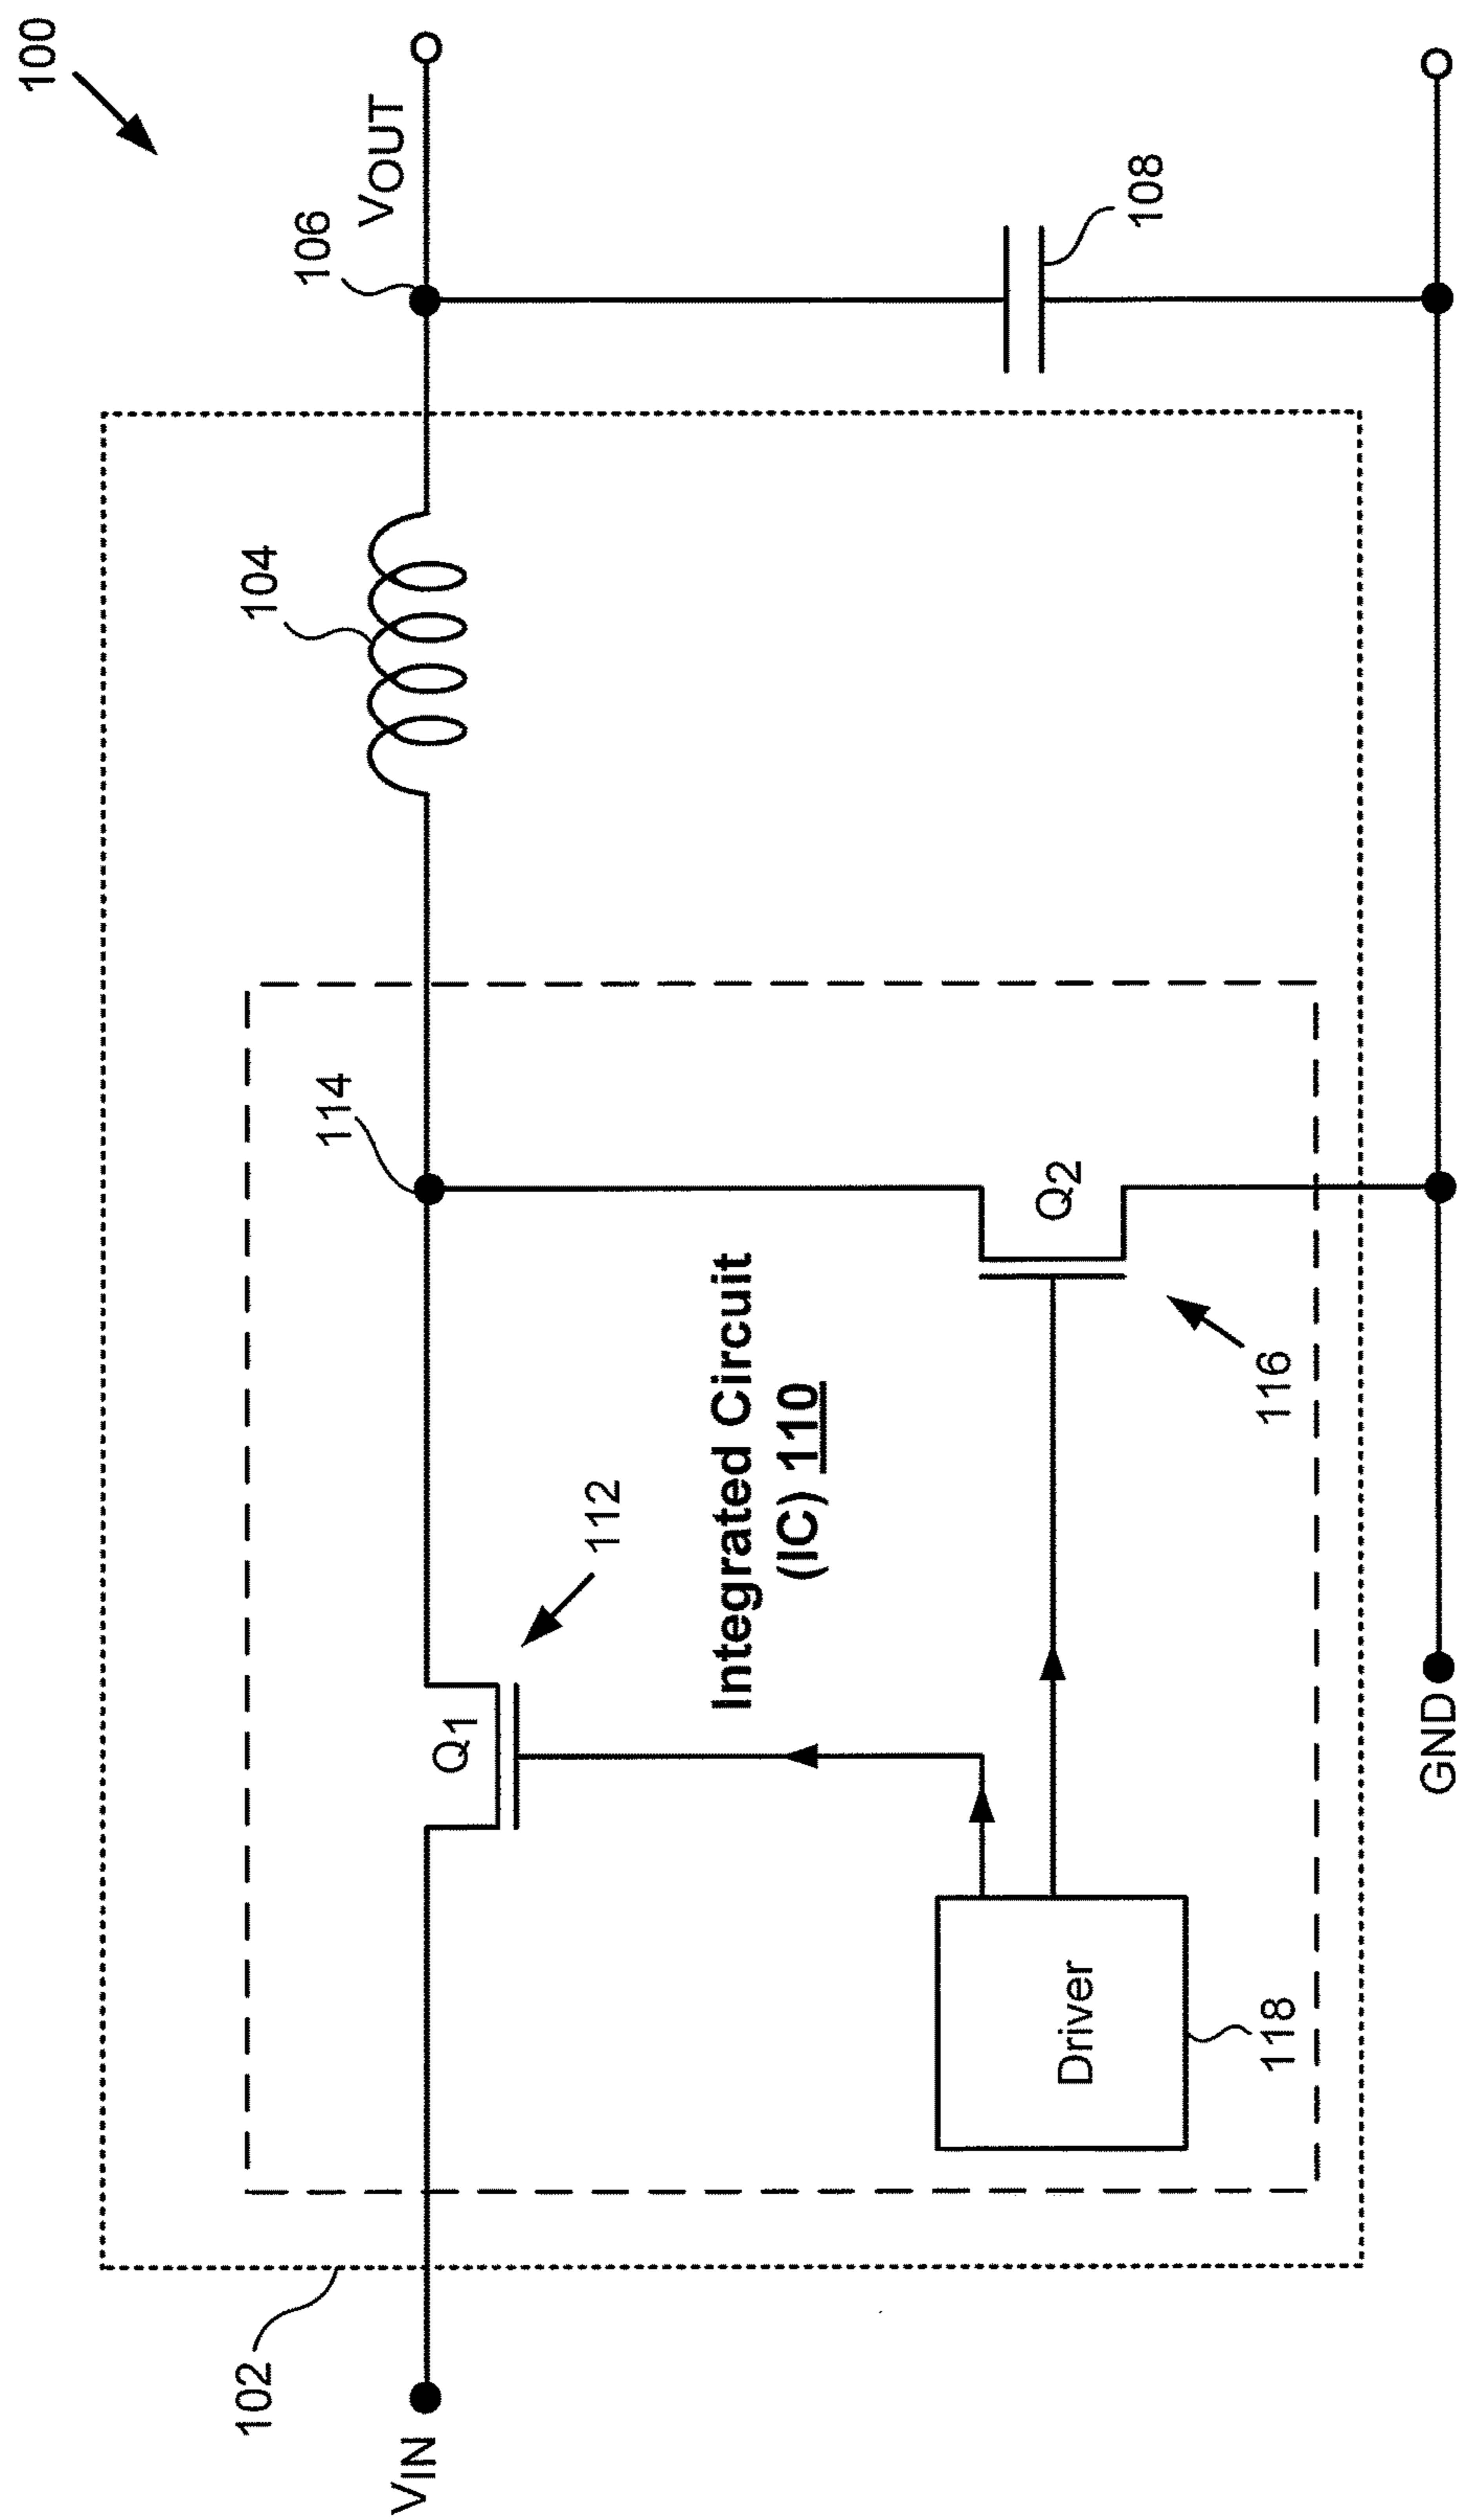 100
102
104
106
VOUT
108
114
VIN
Q1
112
Integrated Circuit
(IC) 110
Q2
116
Driver
118
GND